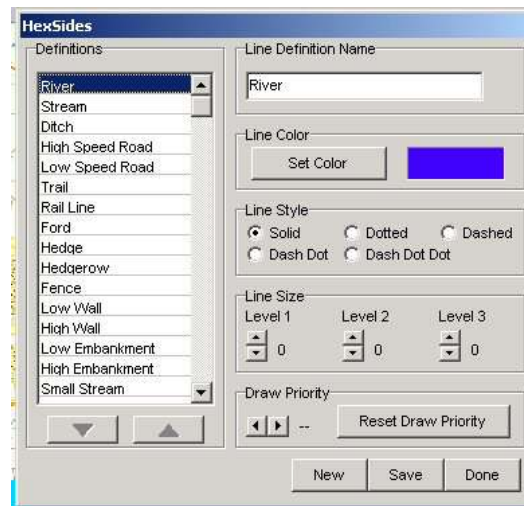 HexSides
Definitions
River
Stream
Ditch
High Speed Road
Low Speed Road
Trail
Rail Line
Ford
Hedge
Hedgerow
Fence
Low Wall
High Wall
Low Embankment
High Embankment
Small Stream
Line Definition Name
River
Line Color
Set Color
Line Style
Solid Dotted Dashed
Dash Dot Dash Dot Dot
Line Size
Level 1 Level 2 Level 3
0 0 0
Draw Priority
-- Reset Draw Priority
New Save Done